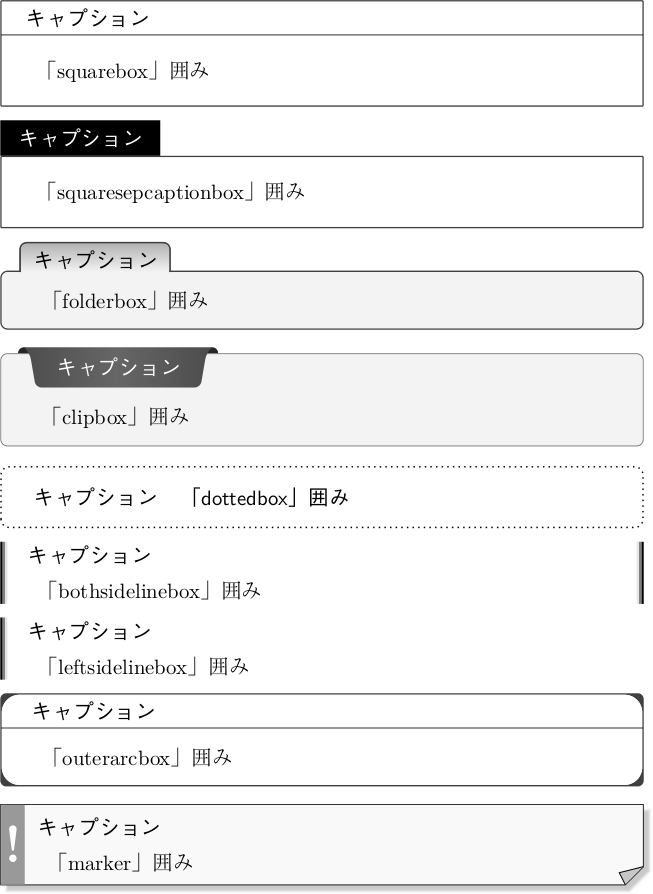 キャプション
「squarebox」囲み
キャプション
「squaresepcaptionbox」囲み
キャプション
「folderbox」囲み
キャプション
「clipbox」囲み
キャプション 「dottedbox」囲み
キャプション
「bothsidelinebox」囲み
キャプション
「leftsidelinebox」囲み
キャプション
「outerarcbox」囲み
!
キャプション
「marker」囲み